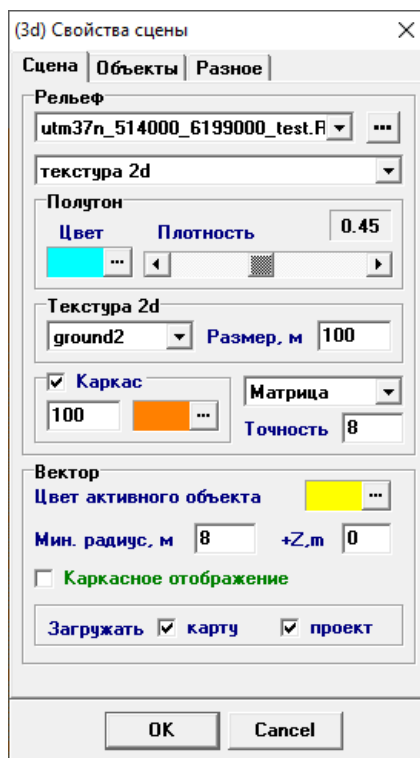 (3d) Свойства сцены
Сцена Объекты Разное
Рельеф
utm37n_514000_6199000_test.R
текстура 2d
Полутон
Цвет Плотность 0.45
Текстура 2d
ground2 Размер, м 100
Каркас
100 Матрица
Точность 8
Вектор
Цвет активного объекта
Мин. радиус, м 8 +Z,m 0
Каркасное отображение
Загружать карту проект
OK Cancel